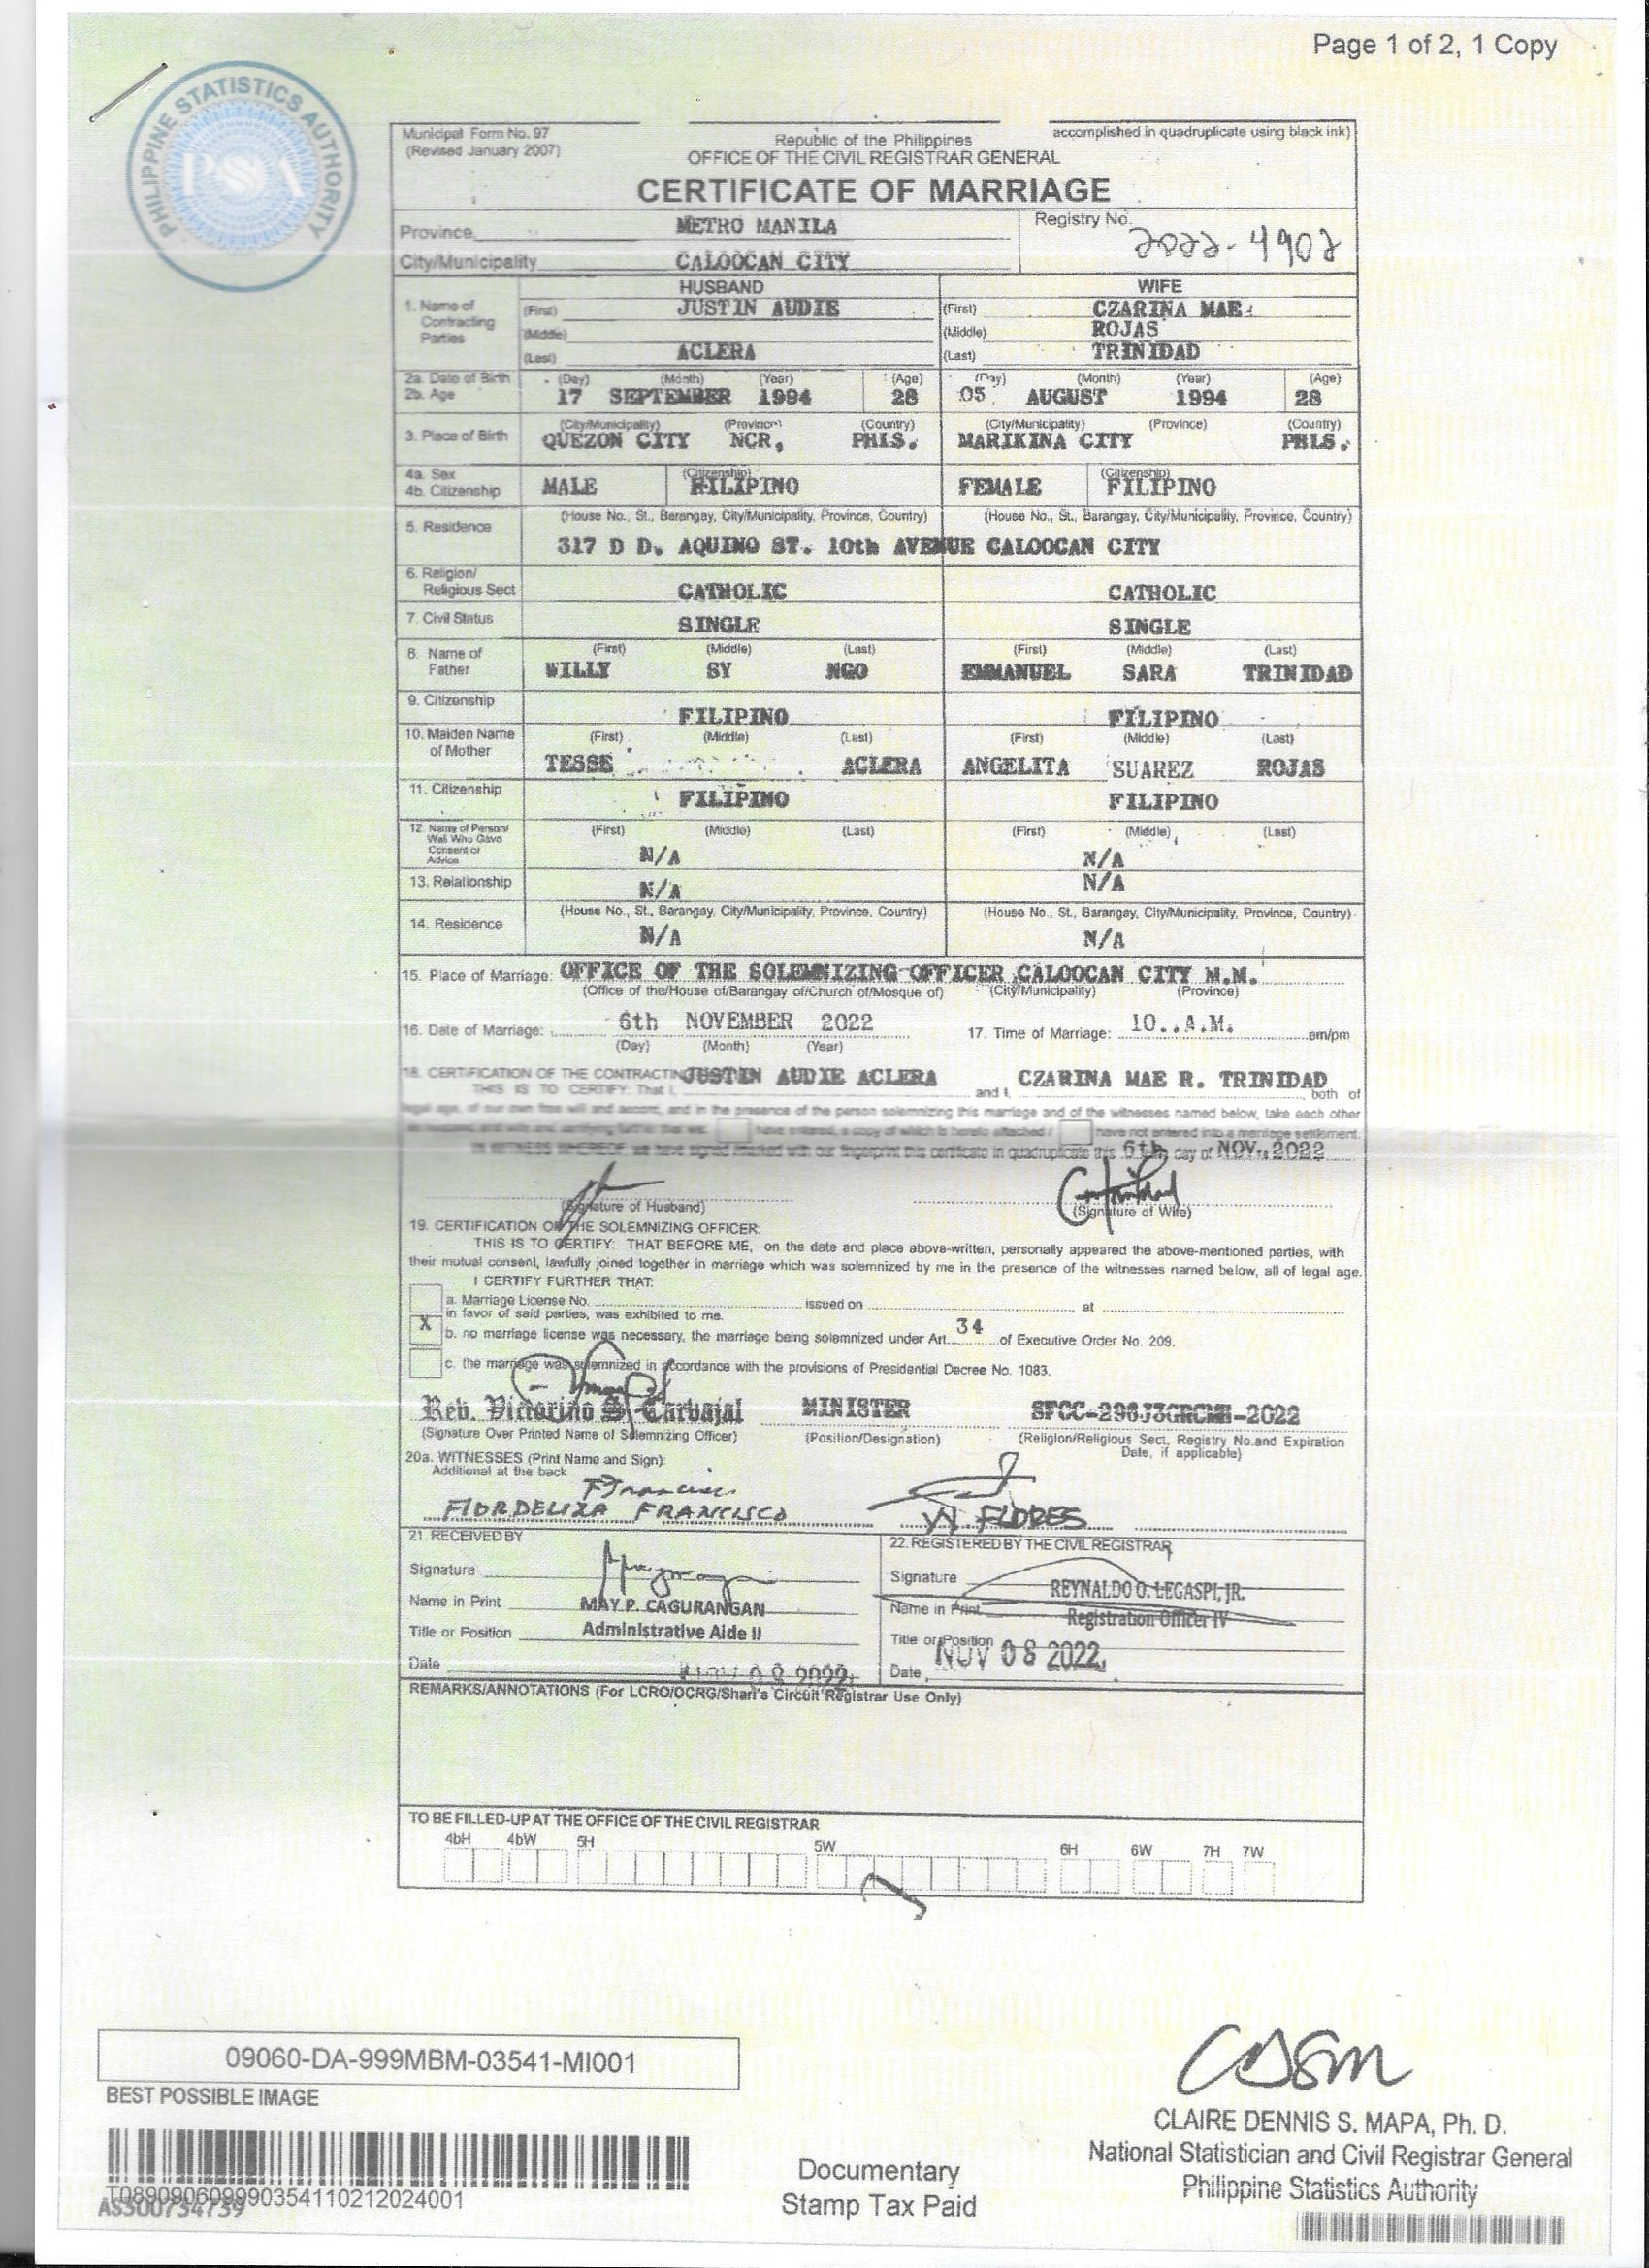 Page 1 of 2, 1 Copy
PHILIPPINE STATISTICS AUTHORITY
PSA
Municipal Form No. 97
(Revised January 2007)
accomplished in quadruplicate using black ink)
Republic of the Philippines
OFFICE OF THE CIVIL REGISTRAR GENERAL
CERTIFICATE OF MARRIAGE
Province METRO MANILA
Registry No. 2022-4902
City/Municipality CALOOCAN CITY
HUSBAND WIFE
1. Name of Contracting Parties
(First) JUSTIN AUDIE (First) CZARINA MAE
(Middle) (Middle) ROJAS
(Last) ACLERA (Last) TRINIDAD
2a. Date of Birth (Day) (Month) (Year) (Age) (Day) (Month) (Year) (Age)
2b. Age 17 SEPTEMBER 1994 28 05 AUGUST 1994 28
(City/Municipality) (Province) (Country) (City/Municipality) (Province) (Country)
3. Place of Birth QUEZON CITY NCR, PHLS. MARIKINA CITY PHLS.
4a. Sex (Citizenship) (Citizenship)
4b. Citizenship MALE FILIPINO FEMALE FILIPINO
(House No., St., Barangay, City/Municipality, Province, Country) (House No., St., Barangay, City/Municipality, Province, Country)
5. Residence
317 D D. AQUINO ST. 10th AVENUE CALOOCAN CITY
6. Religion/
Religious Sect CATHOLIC CATHOLIC
7. Civil Status SINGLE SINGLE
8. Name of (First) (Middle) (Last) (First) (Middle) (Last)
Father WILLY SY NGO EMMANUEL SARA TRINIDAD
9. Citizenship FILIPINO FILIPINO
10. Maiden Name (First) (Middle) (Last) (First) (Middle) (Last)
of Mother TESSE ACLERA ANGELITA SUAREZ ROJAS
11. Citizenship FILIPINO FILIPINO
12. Name of Person/ (First) (Middle) (Last) (First) (Middle) (Last)
Wali Who Gave
Consent or
Advice N/A N/A
13. Relationship N/A N/A
(House No., St., Barangay, City/Municipality, Province, Country) (House No., St., Barangay, City/Municipality, Province, Country)
14. Residence N/A N/A
15. Place of Marriage: OFFICE OF THE SOLEMNIZING OFFICER CALOOCAN CITY M.M.
(Office of the/House of/Barangay of/Church of/Mosque of) (City/Municipality) (Province)
16. Date of Marriage: 6th NOVEMBER 2022 17. Time of Marriage: 10..A.M. am/pm
(Day) (Month) (Year)
18. CERTIFICATION OF THE CONTRACTING JUSTIN AUDIE ACLERA CZARINA MAE R. TRINIDAD
THIS IS TO CERTIFY: That I, and I, both of
legal age, of our own free will and accord, and in the presence of the person solemnizing this marriage and of the witnesses named below, take each other
as husband and wife and certifying further that we: have entered, a copy of which is hereto attached / have not entered into a marriage settlement.
IN WITNESS WHEREOF, we have signed/marked with our fingerprint this certificate in quadruplicate this 6th day of NOV. 2022
(Signature of Husband) (Signature of Wife)
19. CERTIFICATION OF THE SOLEMNIZING OFFICER:
THIS IS TO CERTIFY: THAT BEFORE ME, on the date and place above-written, personally appeared the above-mentioned parties, with
their mutual consent, lawfully joined together in marriage which was solemnized by me in the presence of the witnesses named below, all of legal age.
I CERTIFY FURTHER THAT:
a. Marriage License No. issued on , at
in favor of said parties, was exhibited to me.
X b. no marriage license was necessary, the marriage being solemnized under Art. 34 of Executive Order No. 209.
c. the marriage was solemnized in accordance with the provisions of Presidential Decree No. 1083.
Rev. Victorino S. Carbajal MINISTER SFCC-296J3GRCMH-2022
(Signature Over Printed Name of Solemnizing Officer) (Position/Designation) (Religion/Religious Sect, Registry No. and Expiration
Date, if applicable)
20a. WITNESSES (Print Name and Sign):
Additional at the back
FLORDELIZA FRANCISCO FLORES
21. RECEIVED BY 22. REGISTERED BY THE CIVIL REGISTRAR
Signature Signature
REYNALDO O. LEGASPI, JR.
Name in Print MAY P. CAGURANGAN Name in Print
Registration Officer IV
Title or Position Administrative Aide II Title or Position
Date NOV 08 2022 Date NOV 08 2022
REMARKS/ANNOTATIONS (For LCRO/OCRG/Shari'a Circuit Registrar Use Only)
TO BE FILLED-UP AT THE OFFICE OF THE CIVIL REGISTRAR
4bH 4bW 5H 5W 6H 6W 7H 7W
09060-DA-999MBM-03541-MI001
BEST POSSIBLE IMAGE
T089090609990354110212024001
AS300734739
Documentary
Stamp Tax Paid
CLAIRE DENNIS S. MAPA, Ph. D.
National Statistician and Civil Registrar General
Philippine Statistics Authority